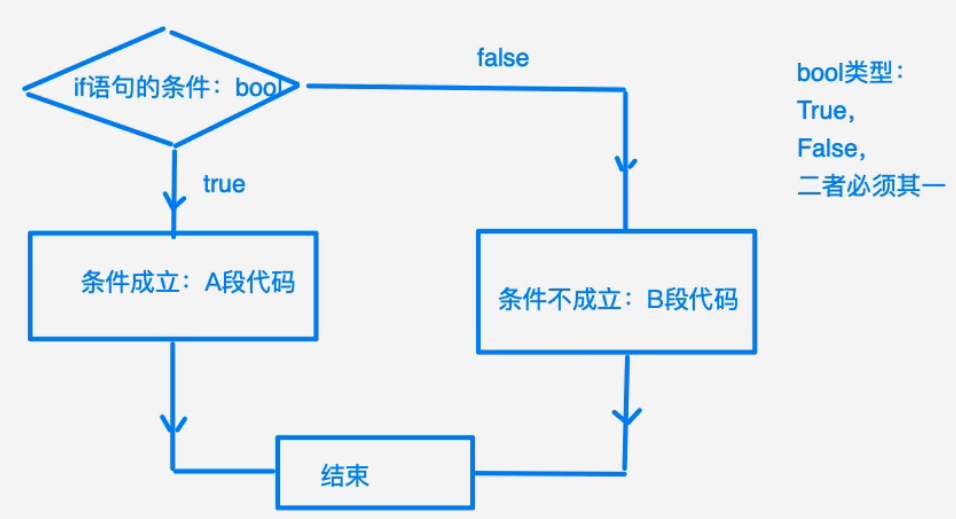 if语句的条件：bool
false
true
bool类型：
True，
False，
二者必须其一
条件成立：A段代码
条件不成立：B段代码
结束